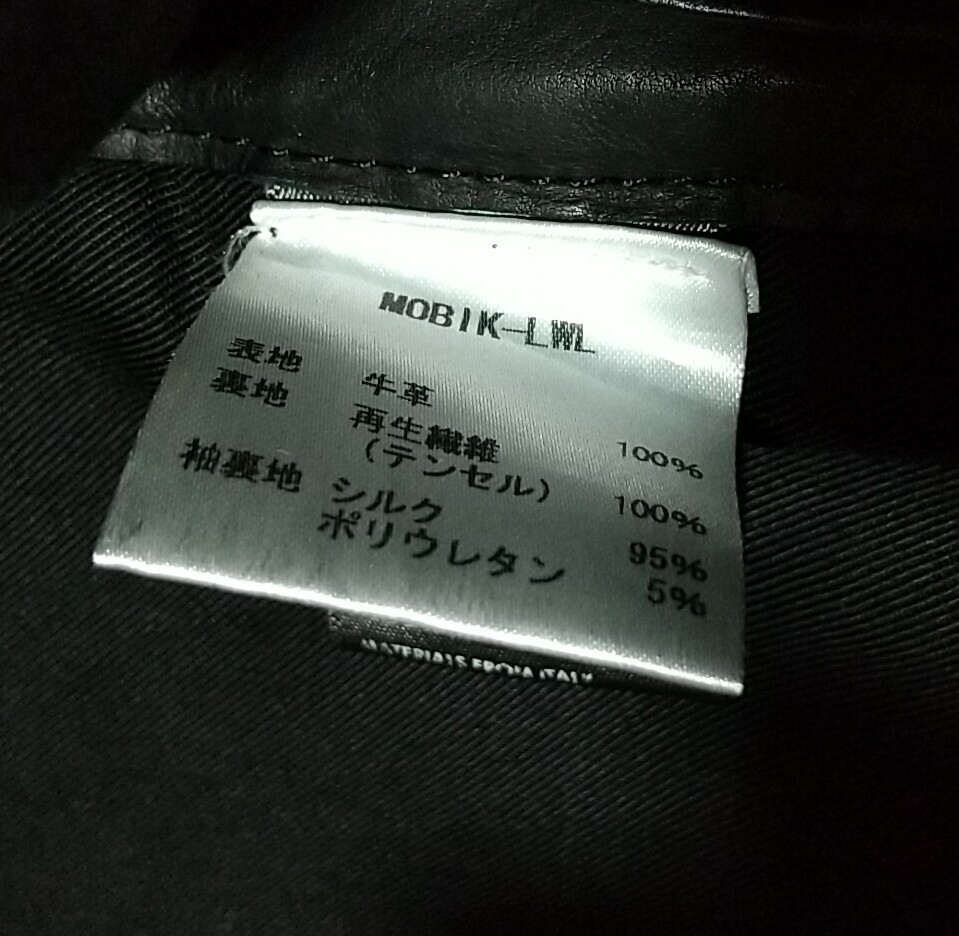 MOBIK-LWL
表地 牛革 100%
裏地 再生繊維
(テンセル) 100%
袖裏地 シルク 95%
ポリウレタン 5%
MATERIALS FROM ITALY